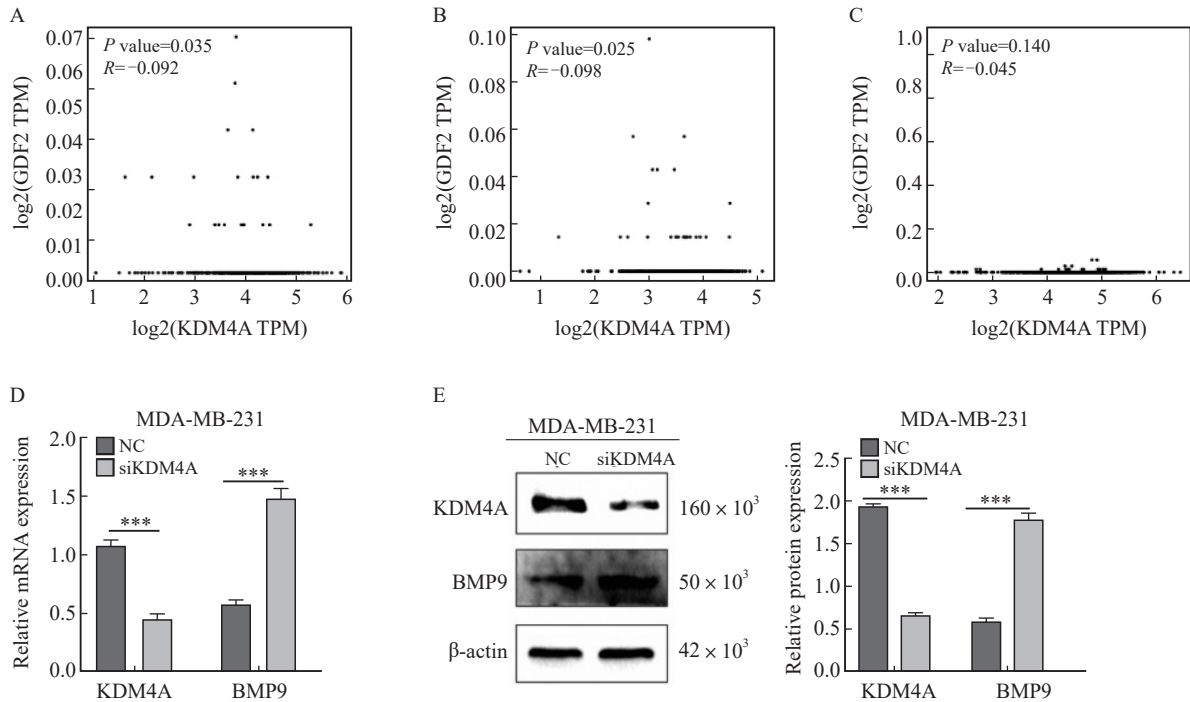 A
P value=0.035
R=−0.092
log2(GDF2 TPM)
0.07
0.06
0.05
0.04
0.03
0.02
0.01
0.00
1 2 3 4 5 6
log2(KDM4A TPM)
B
P value=0.025
R=−0.098
log2(GDF2 TPM)
0.10
0.08
0.06
0.04
0.02
0.00
1 2 3 4 5
log2(KDM4A TPM)
C
P value=0.140
R=−0.045
log2(GDF2 TPM)
1.0
0.8
0.6
0.4
0.2
0.00
2 3 4 5 6
log2(KDM4A TPM)
D
MDA-MB-231
NC
siKDM4A
Relative mRNA expression
2.0
1.5
1.0
0.5
0.0
***
***
KDM4A BMP9
E
MDA-MB-231
NC siKDM4A
KDM4A 160 × 10³
BMP9 50 × 10³
β-actin 42 × 10³
MDA-MB-231
NC
siKDM4A
Relative protein expression
2.5
2.0
1.5
1.0
0.5
0.0
***
***
KDM4A BMP9